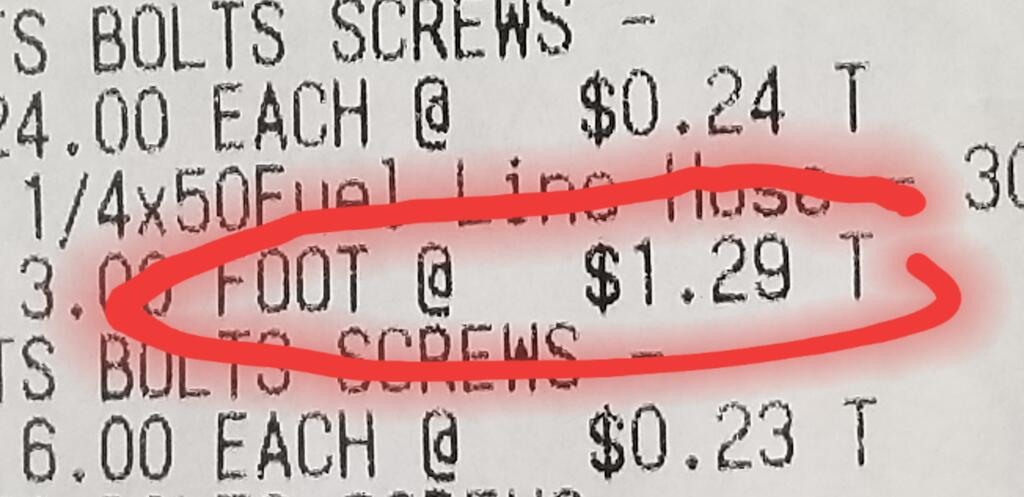 TS BOLTS SCREWS -
24.00 EACH @ $0.24 T
1/4x50Fuel Line Hose - 30
3.00 FOOT @ $1.29 T
TS BOLTS SCREWS -
6.00 EACH @ $0.23 T